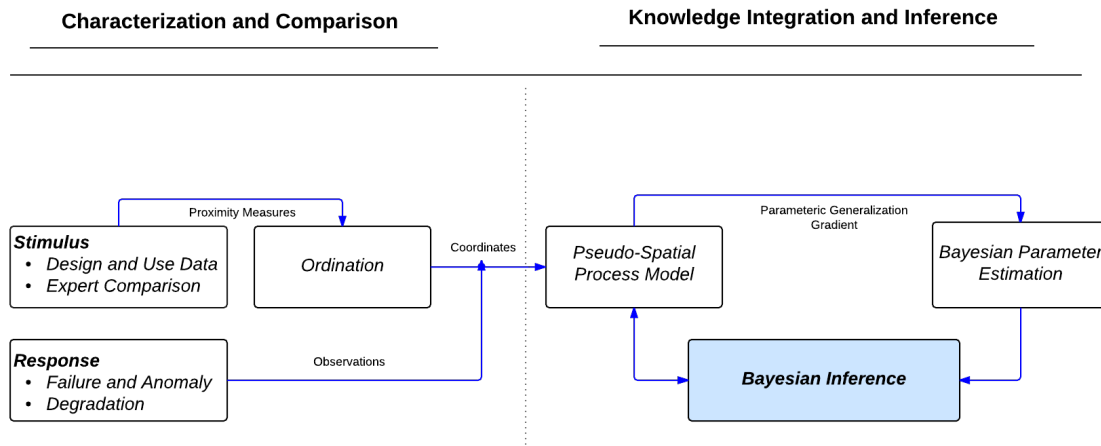 Characterization and Comparison
Knowledge Integration and Inference
Proximity Measures
Stimulus
• Design and Use Data
• Expert Comparison
Ordination
Coordinates
Response
• Failure and Anomaly
• Degradation
Observations
Pseudo-Spatial
Process Model
Parameteric Generalization
Gradient
Bayesian Parameter
Estimation
Bayesian Inference